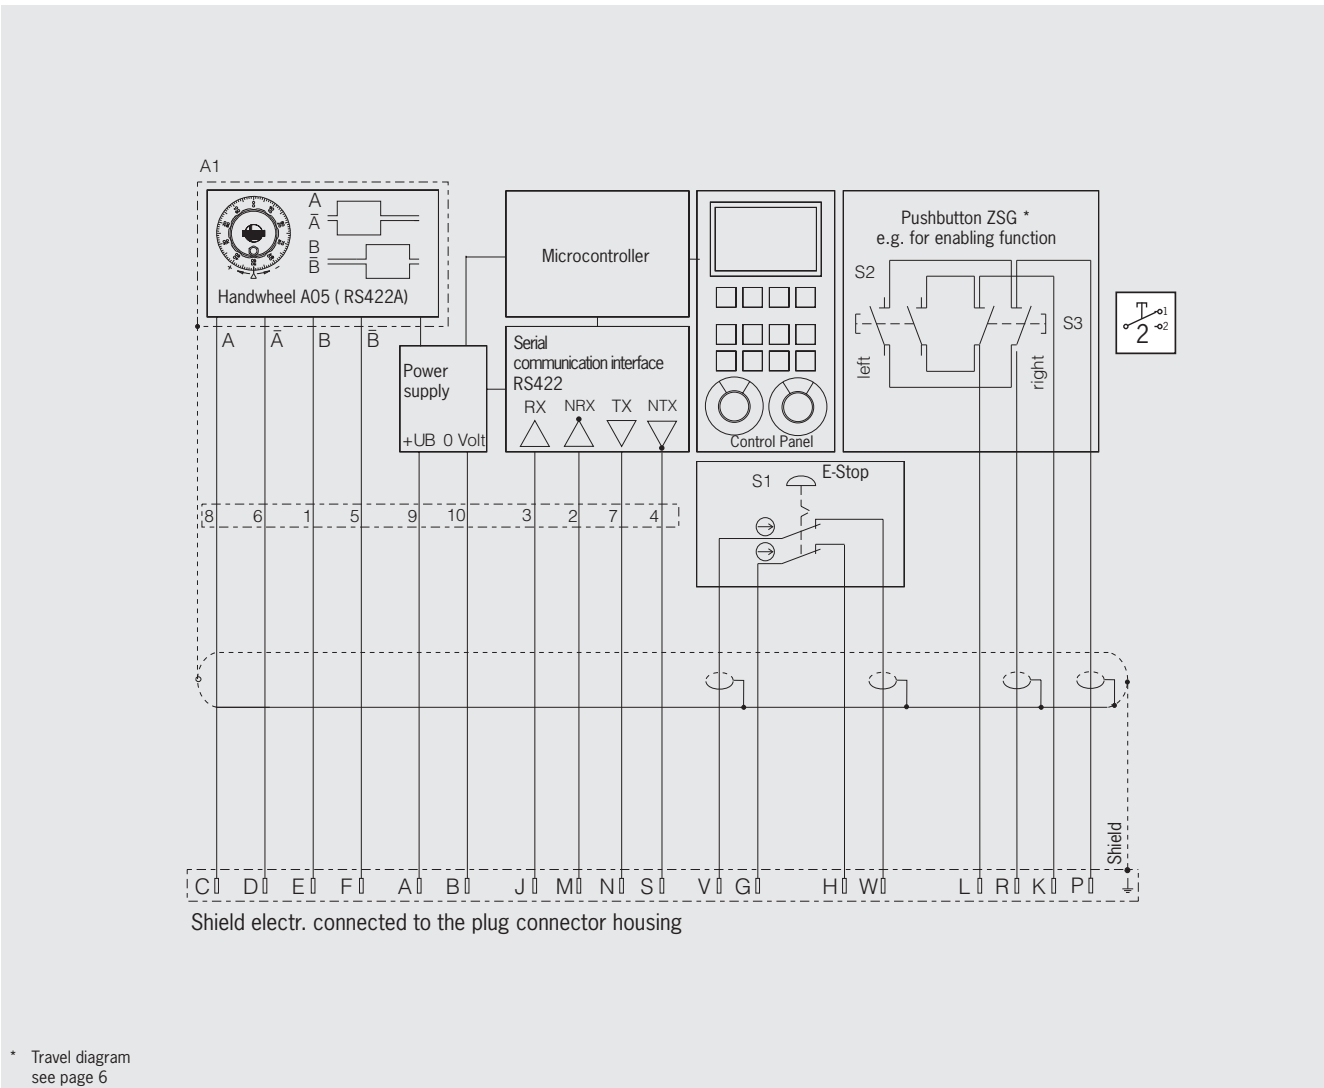 A1
A
A̅
B
B̅
Handwheel A05 ( RS422A)
A A̅ B B̅
Microcontroller
Power
supply
+UB 0 Volt
Serial
communication interface
RS422
RX NRX TX NTX
Control Panel
Pushbutton ZSG *
e.g. for enabling function
S2
S3
left
right
1
2
2
S1
E-Stop
8 6 1 5 9 10 3 2 7 4
Shield
C D E F A B J M N S V G H W L R K P
Shield electr. connected to the plug connector housing
* Travel diagram
see page 6